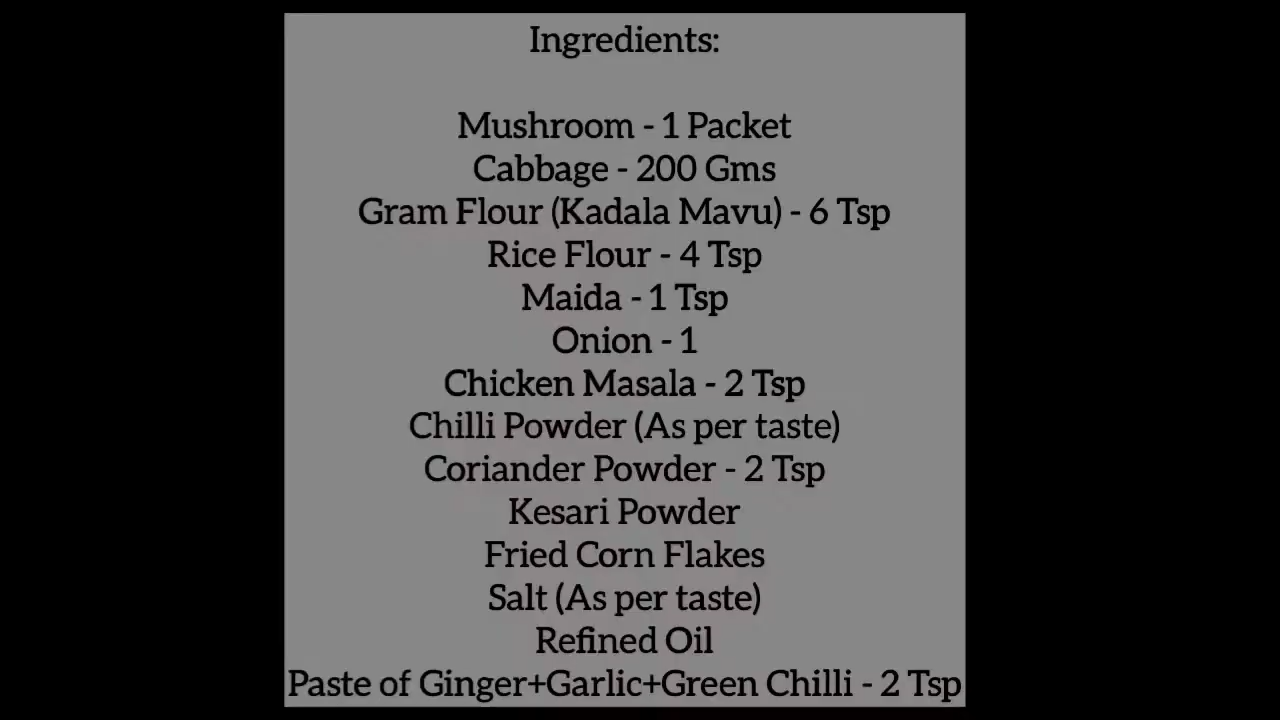 Ingredients:
Mushroom - 1 Packet
Cabbage - 200 Gms
Gram Flour (Kadala Mavu) - 6 Tsp
Rice Flour - 4 Tsp
Maida - 1 Tsp
Onion - 1
Chicken Masala - 2 Tsp
Chilli Powder (As per taste)
Coriander Powder - 2 Tsp
Kesari Powder
Fried Corn Flakes
Salt (As per taste)
Refined Oil
Paste of Ginger+Garlic+Green Chilli - 2 Tsp